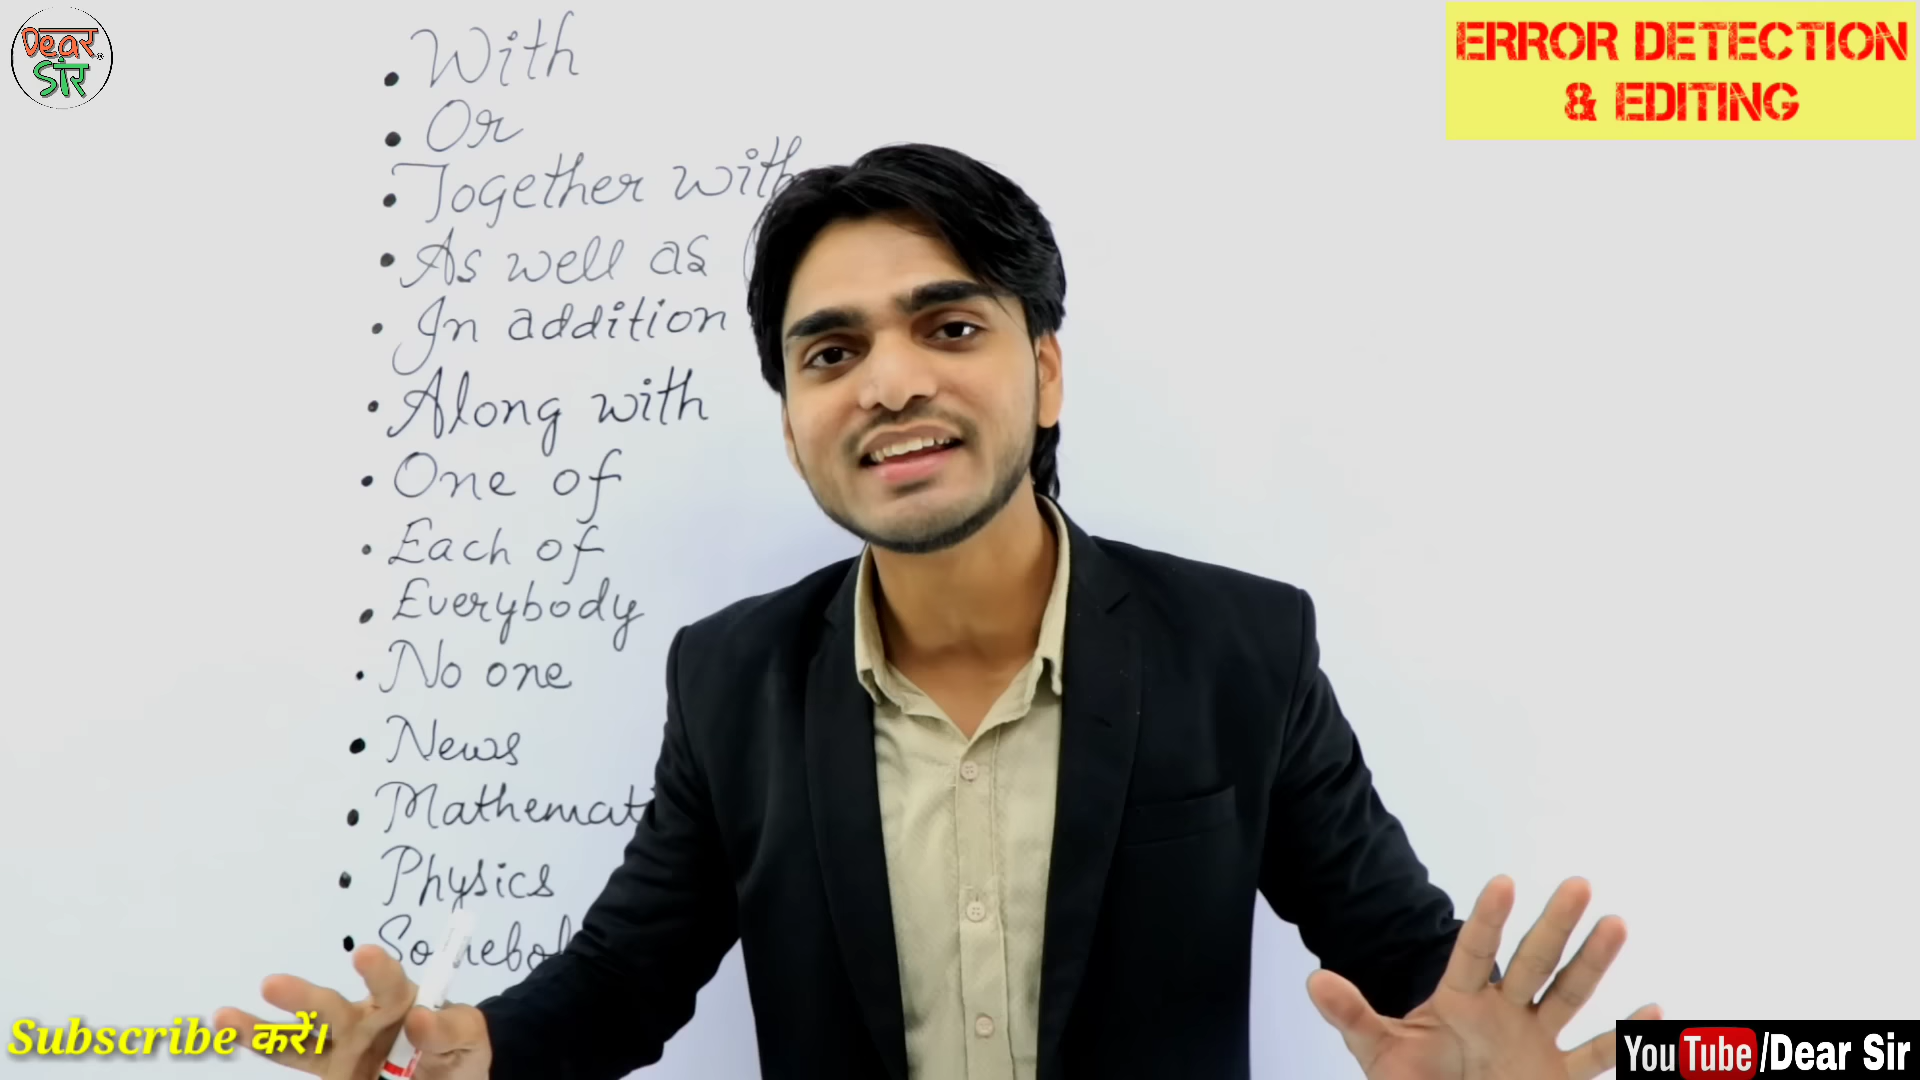 Dear
सर
ERROR DETECTION
& EDITING
• With
• Or
• Together with
• As well as
• In addition
• Along with
• One of
• Each of
• Everybody
• No one
• News
• Physics
Subscribe करें।
YouTube/Dear Sir